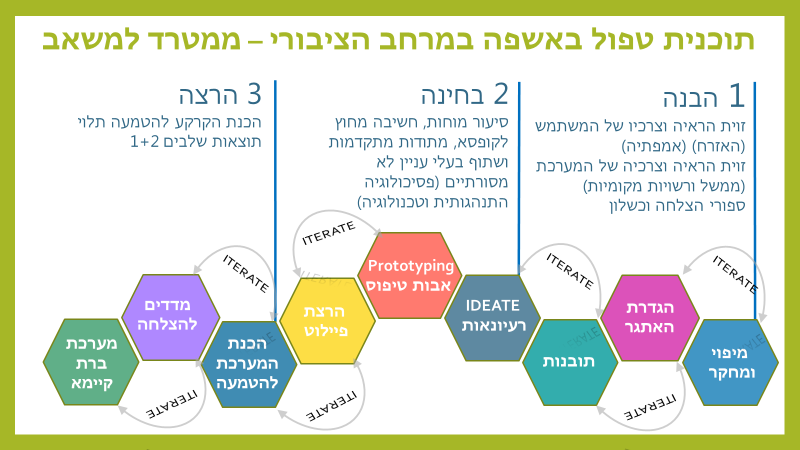 תוכנית טפול באשפה במרחב הציבורי – ממטרד למשאב
1 הבנה
זוית הראיה וצרכיו של המשתמש
(האזרח) (אמפתיה)
זוית הראיה וצרכיה של המערכת
(ממשל ורשויות מקומיות)
ספורי הצלחה וכשלון
2 בחינה
סיעור מוחות, חשיבה מחוץ
לקופסא, מתודות מתקדמות
ושתוף בעלי עניין לא
מסורתיים (פסיכולוגיה
התנהגותית וטכנולוגיה)
3 הרצה
הכנת הקרקע להטמעה תלוי
תוצאות שלבים 1+2
מיפוי
ומחקר
ITERATE
הגדרת
האתגר
ITERATE
תובנות
ITERATE
IDEATE
רעיונאות
Prototyping
אבות טיפוס
ITERATE
הרצת
פיילוט
ITERATE
הכנת
המערכת
להטמעה
ITERATE
מדדים
להצלחה
ITERATE
מערכת
ברת
קיימא